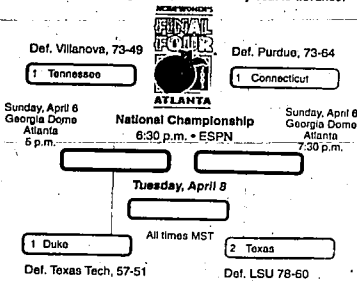 NCAA WOMEN'S
FINAL
FOUR
Def. Villanova, 73-49
Def. Purdue, 73-64
1 Tennessee
1 Connecticut
ATLANTA
Sunday, April 6
Georgia Dome
Atlanta
5 p.m.
National Championship
6:30 p.m. • ESPN
Sunday, April 6
Georgia Dome
Atlanta
7:30 p.m.
Tuesday, April 8
All times MST
1 Duke
2 Texas
Def. Texas Tech, 57-51
Def. LSU 78-60